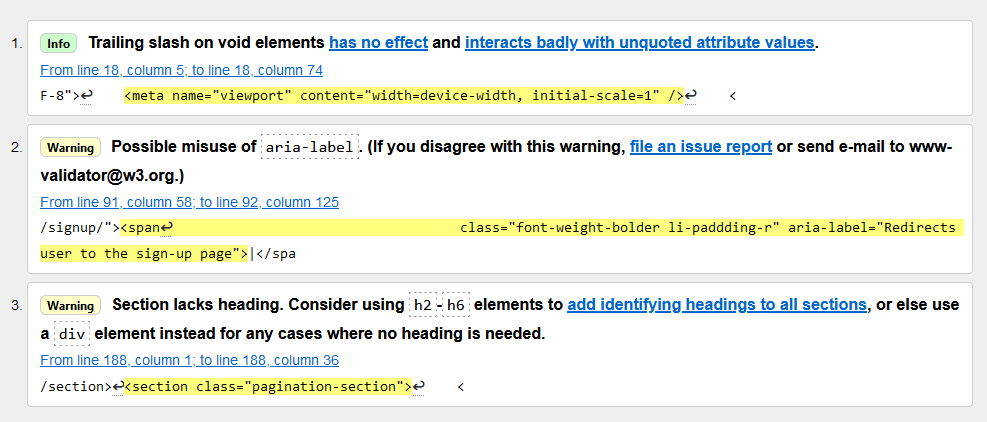 1. Info Trailing slash on void elements has no effect and interacts badly with unquoted attribute values.
From line 18, column 5; to line 18, column 74
F-8">↩    <meta name="viewport" content="width=device-width, initial-scale=1" />↩    <
2. Warning Possible misuse of aria-label. (If you disagree with this warning, file an issue report or send e-mail to www-
validator@w3.org.)
From line 91, column 58; to line 92, column 125
/signup/"><span↩                                    class="font-weight-bolder li-paddding-r" aria-label="Redirects
user to the sign-up page">|</spa
3. Warning Section lacks heading. Consider using h2-h6 elements to add identifying headings to all sections, or else use
a div element instead for any cases where no heading is needed.
From line 188, column 1; to line 188, column 36
/section>↩<section class="pagination-section">↩    <